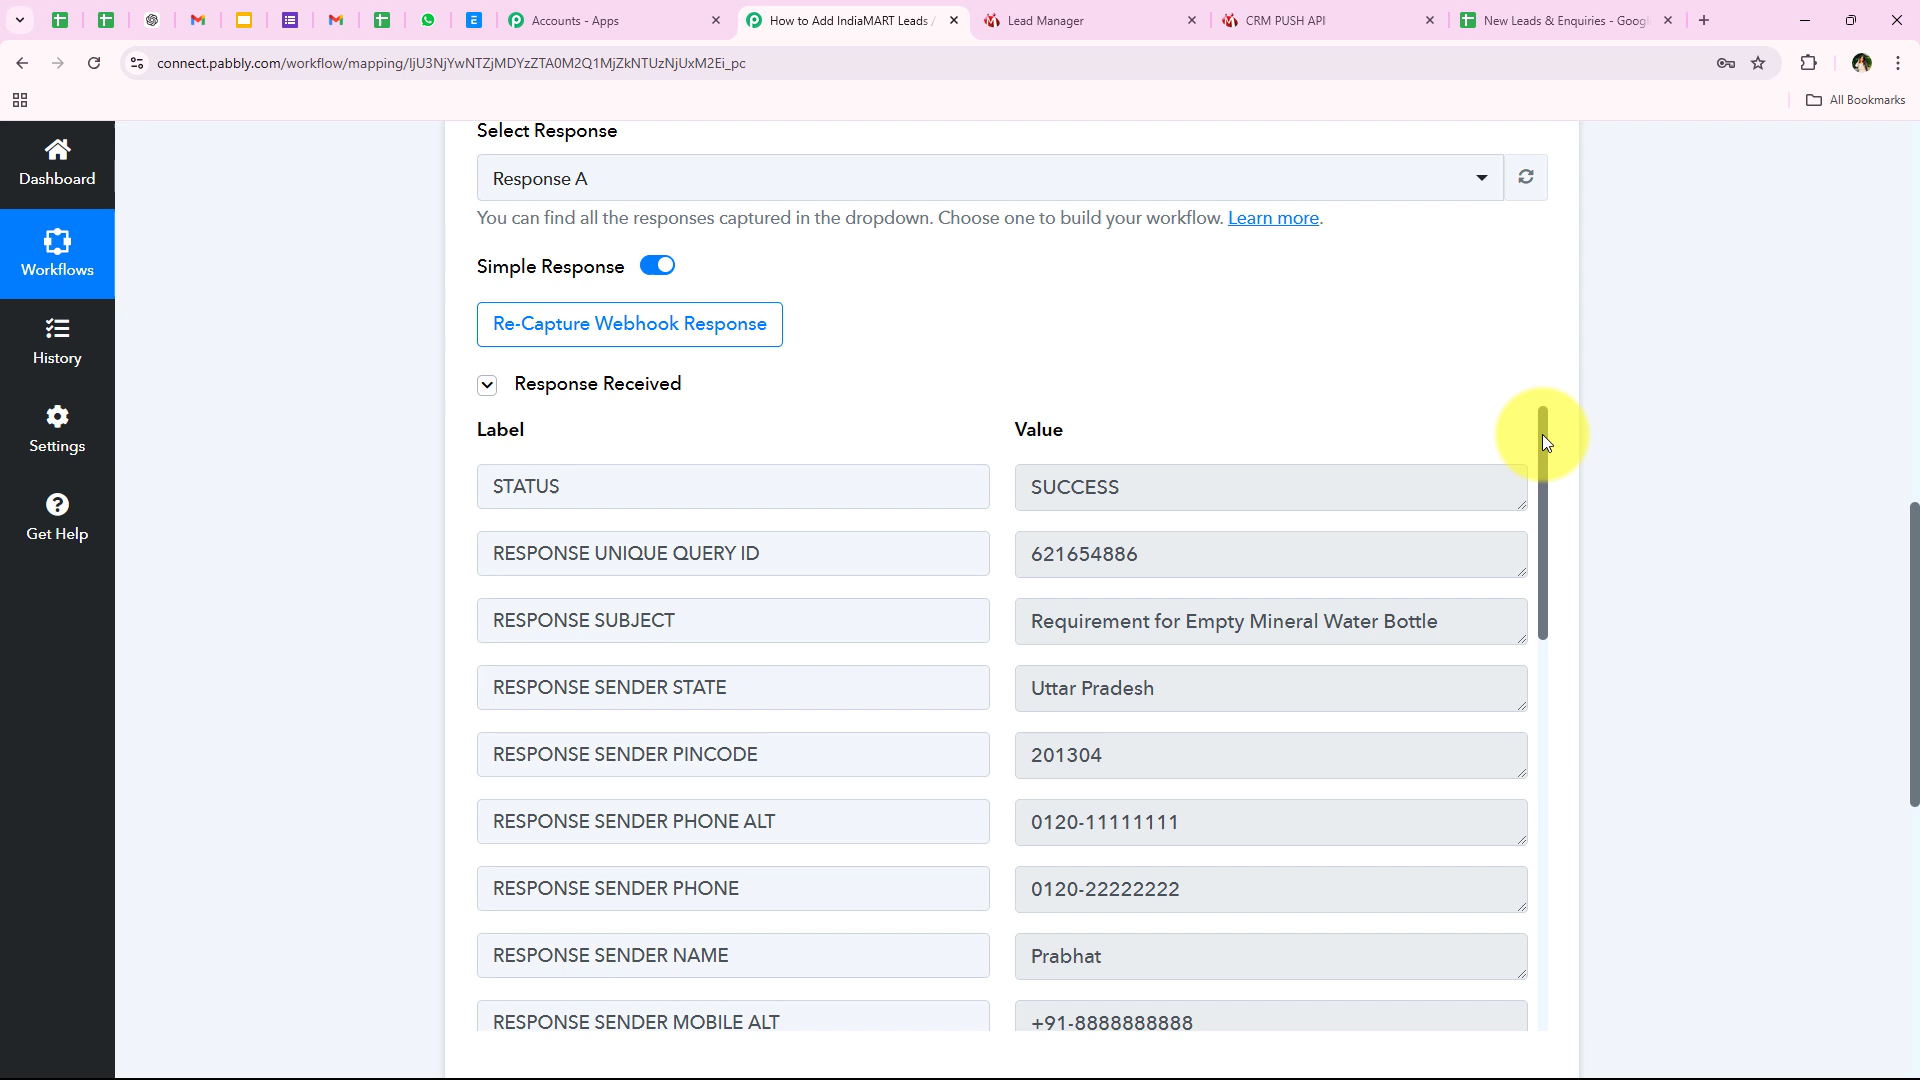 Accounts - Apps
How to Add IndiaMART Leads /
Lead Manager
CRM PUSH API
New Leads & Enquiries - Googl
connect.pabbly.com/workflow/mapping/IjU3NjYwNTZjMDYzZTA0M2Q1MjZkNTUzNjUxM2Ei_pc
All Bookmarks
Dashboard
Workflows
History
Settings
Get Help
Select Response
Response A
You can find all the responses captured in the dropdown. Choose one to build your workflow. Learn more.
Simple Response
Re-Capture Webhook Response
Response Received
Label Value
STATUS SUCCESS
RESPONSE UNIQUE QUERY ID 621654886
RESPONSE SUBJECT Requirement for Empty Mineral Water Bottle
RESPONSE SENDER STATE Uttar Pradesh
RESPONSE SENDER PINCODE 201304
RESPONSE SENDER PHONE ALT 0120-11111111
RESPONSE SENDER PHONE 0120-22222222
RESPONSE SENDER NAME Prabhat
RESPONSE SENDER MOBILE ALT +91-8888888888